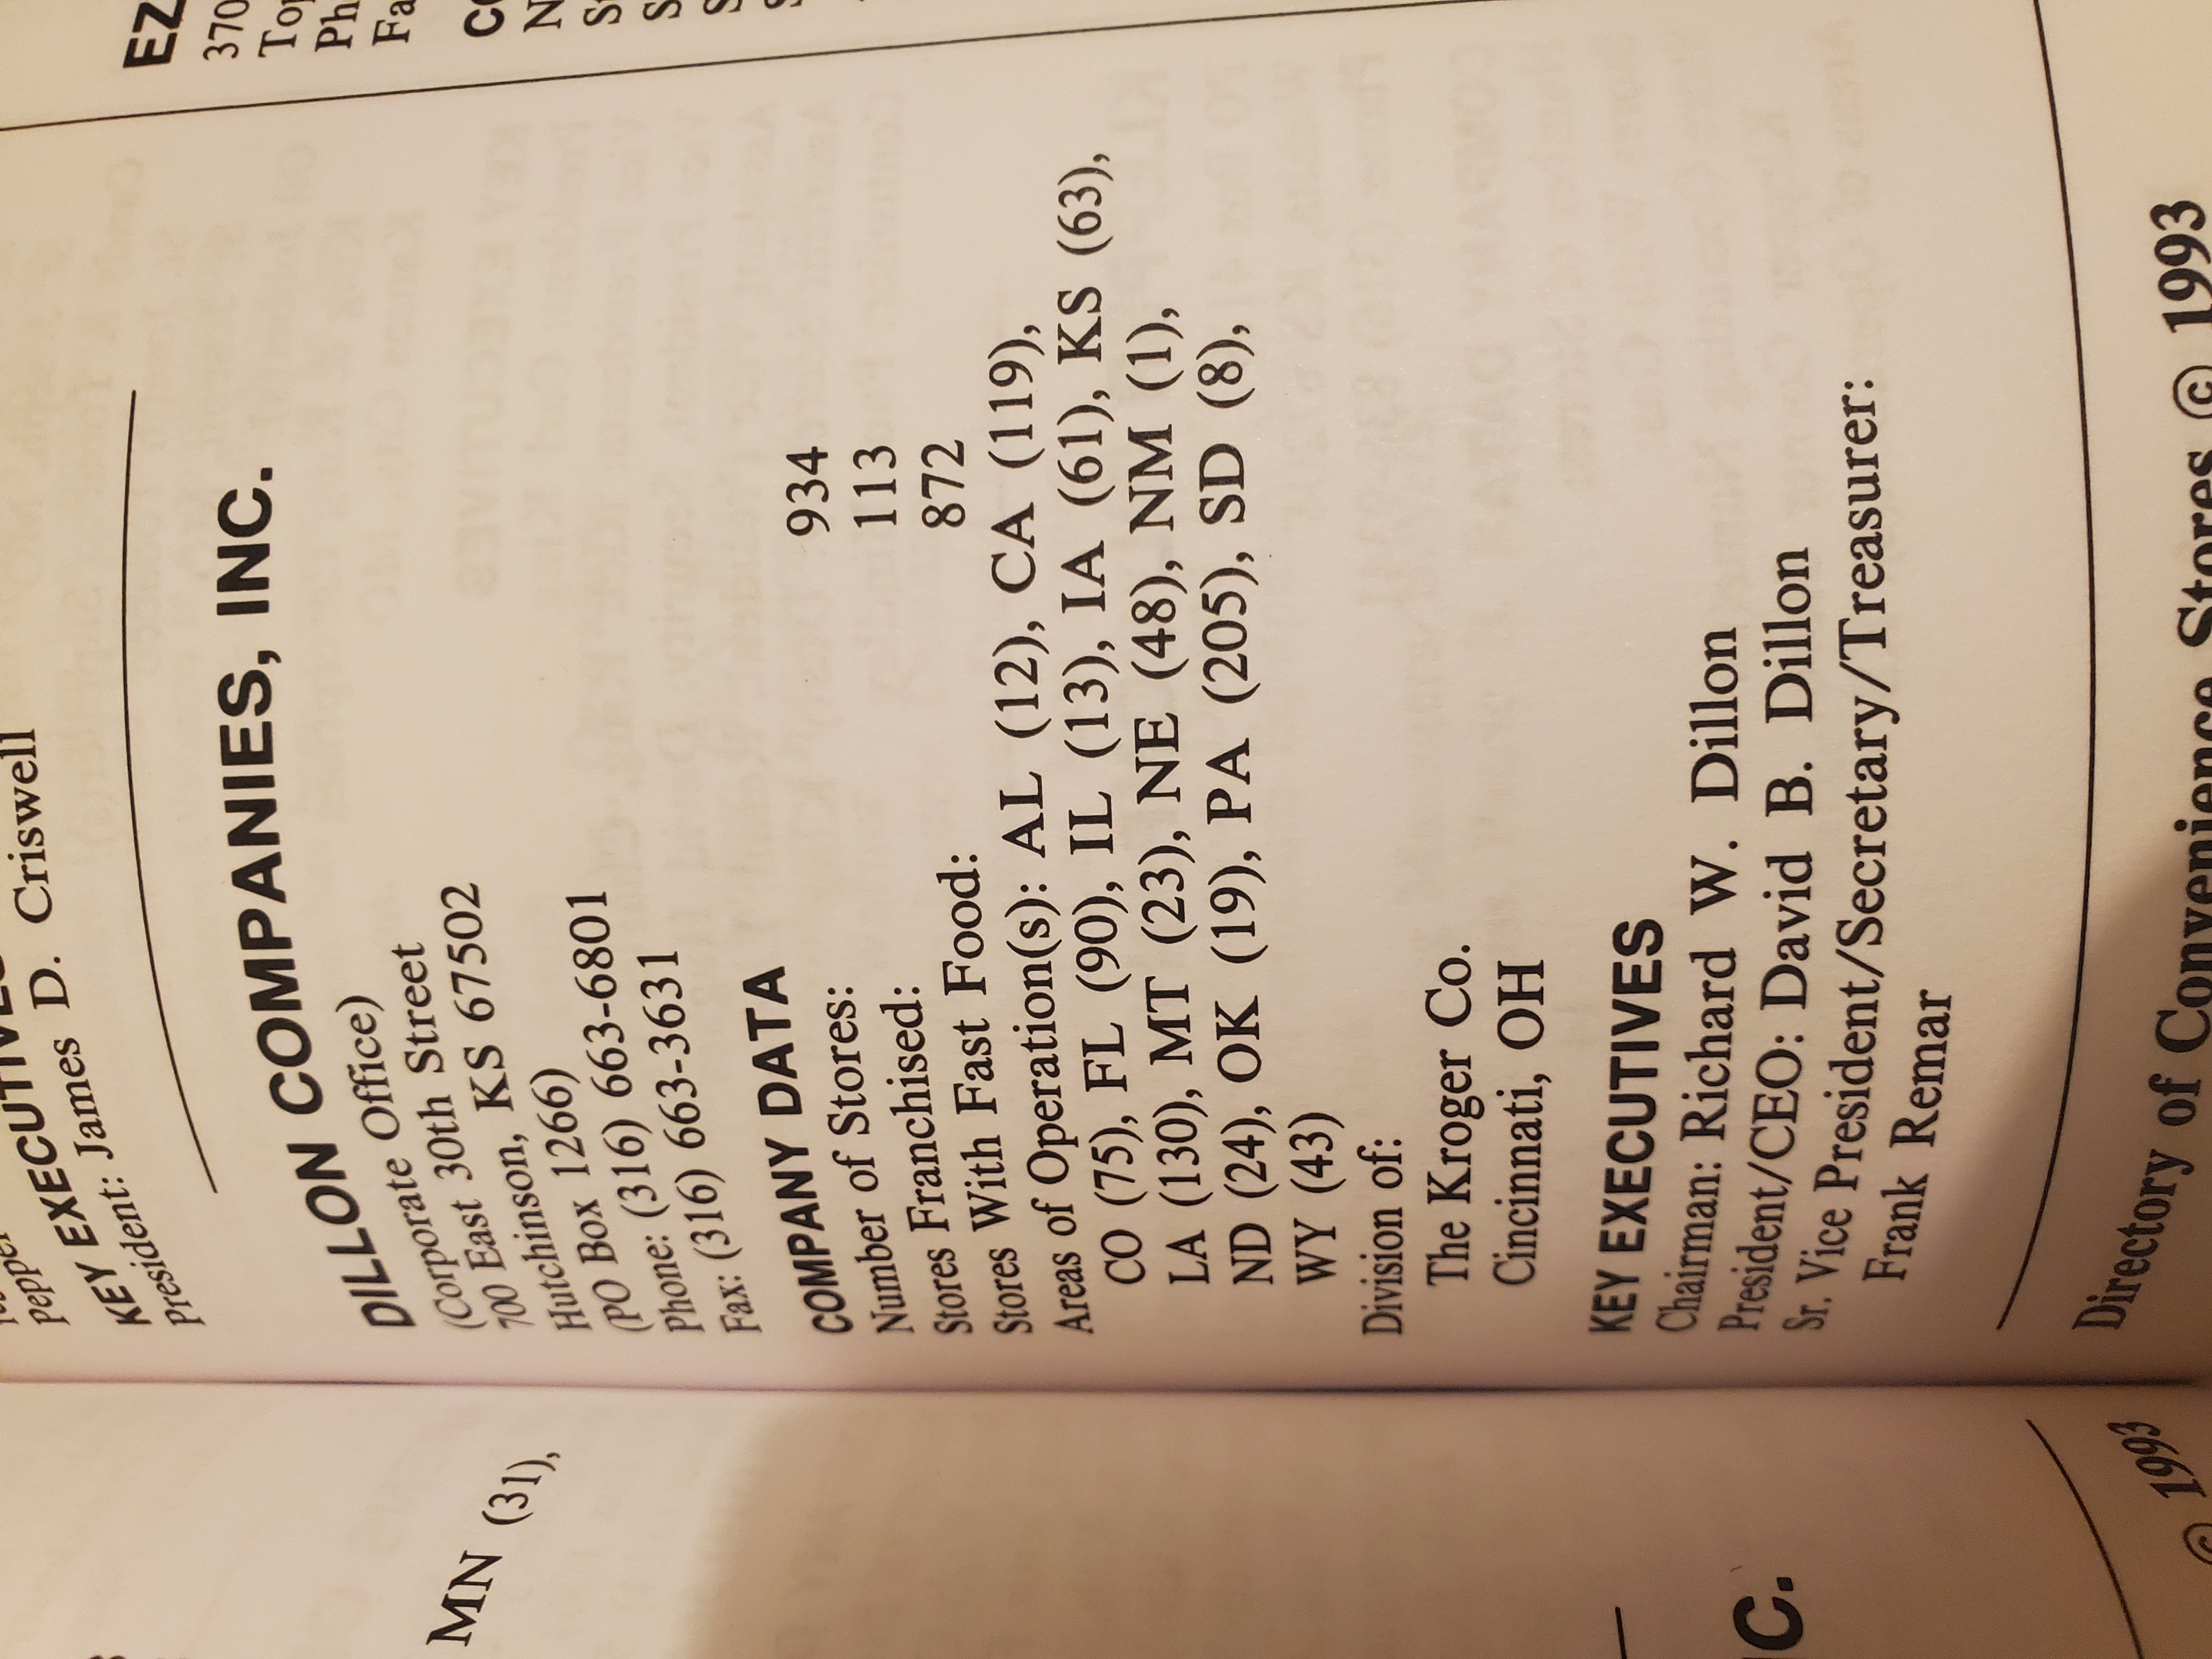 KEY EXECUTIVES
President: James D. Criswell
DILLON COMPANIES, INC.
(Corporate Office)
700 East 30th Street
Hutchinson, KS 67502
(PO Box 1266)
Phone: (316) 663-6801
Fax: (316) 663-3631
COMPANY DATA
Number of Stores: 934
Stores Franchised: 113
Stores With Fast Food: 872
Areas of Operation(s): AL (12), CA (119),
CO (75), FL (90), IL (13), IA (61), KS (63),
LA (130), MT (23), NE (48), NM (1),
ND (24), OK (19), PA (205), SD (8),
WY (43)
Division of:
The Kroger Co.
Cincinnati, OH
KEY EXECUTIVES
Chairman: Richard W. Dillon
President/CEO: David B. Dillon
Sr. Vice President/Secretary/Treasurer:
Frank Remar
Directory of Convenience Stores © 1993
EZ
370
MN (31),
© 1993